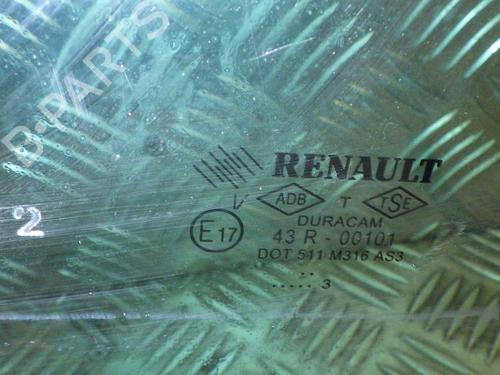 B-PARTS
RENAULT
V ADB T TSE
DURACAM
E17 43 R - 00101
DOT 511 M316 AS3
..
..... 3
2